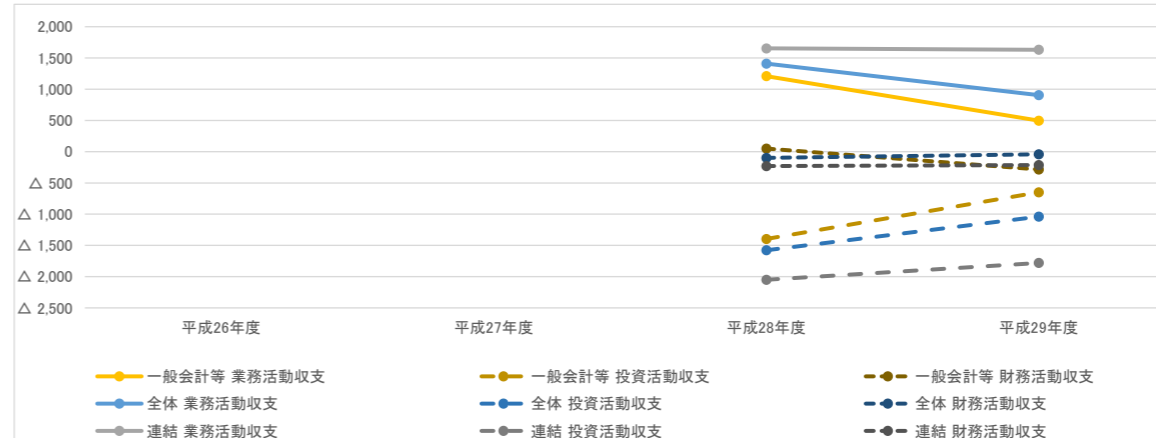 2,000
1,500
1,000
500
0
△ 500
△ 1,000
△ 1,500
△ 2,000
△ 2,500
平成26年度 平成27年度 平成28年度 平成29年度
一般会計等 業務活動収支 一般会計等 投資活動収支 一般会計等 財務活動収支
全体 業務活動収支 全体 投資活動収支 全体 財務活動収支
連結 業務活動収支 連結 投資活動収支 連結 財務活動収支